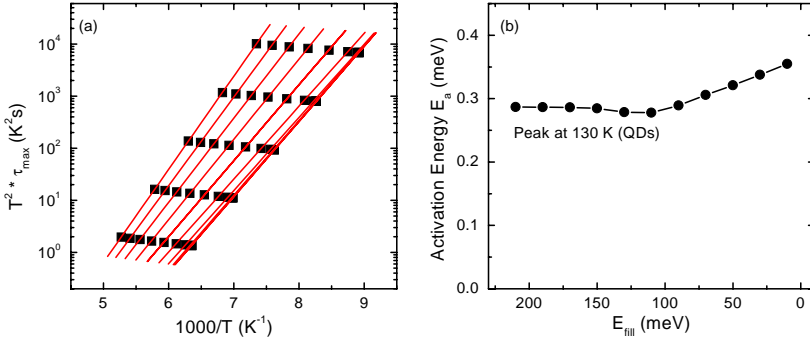 (a)
T² * τmax (K²s)
10⁴
10³
10²
10¹
10⁰
5 6 7 8 9
1000/T (K⁻¹)
(b)
Activation Energy Eₐ (meV)
0.4
0.3
0.2
0.1
0.0
Peak at 130 K (QDs)
200 150 100 50 0
E_fill (meV)